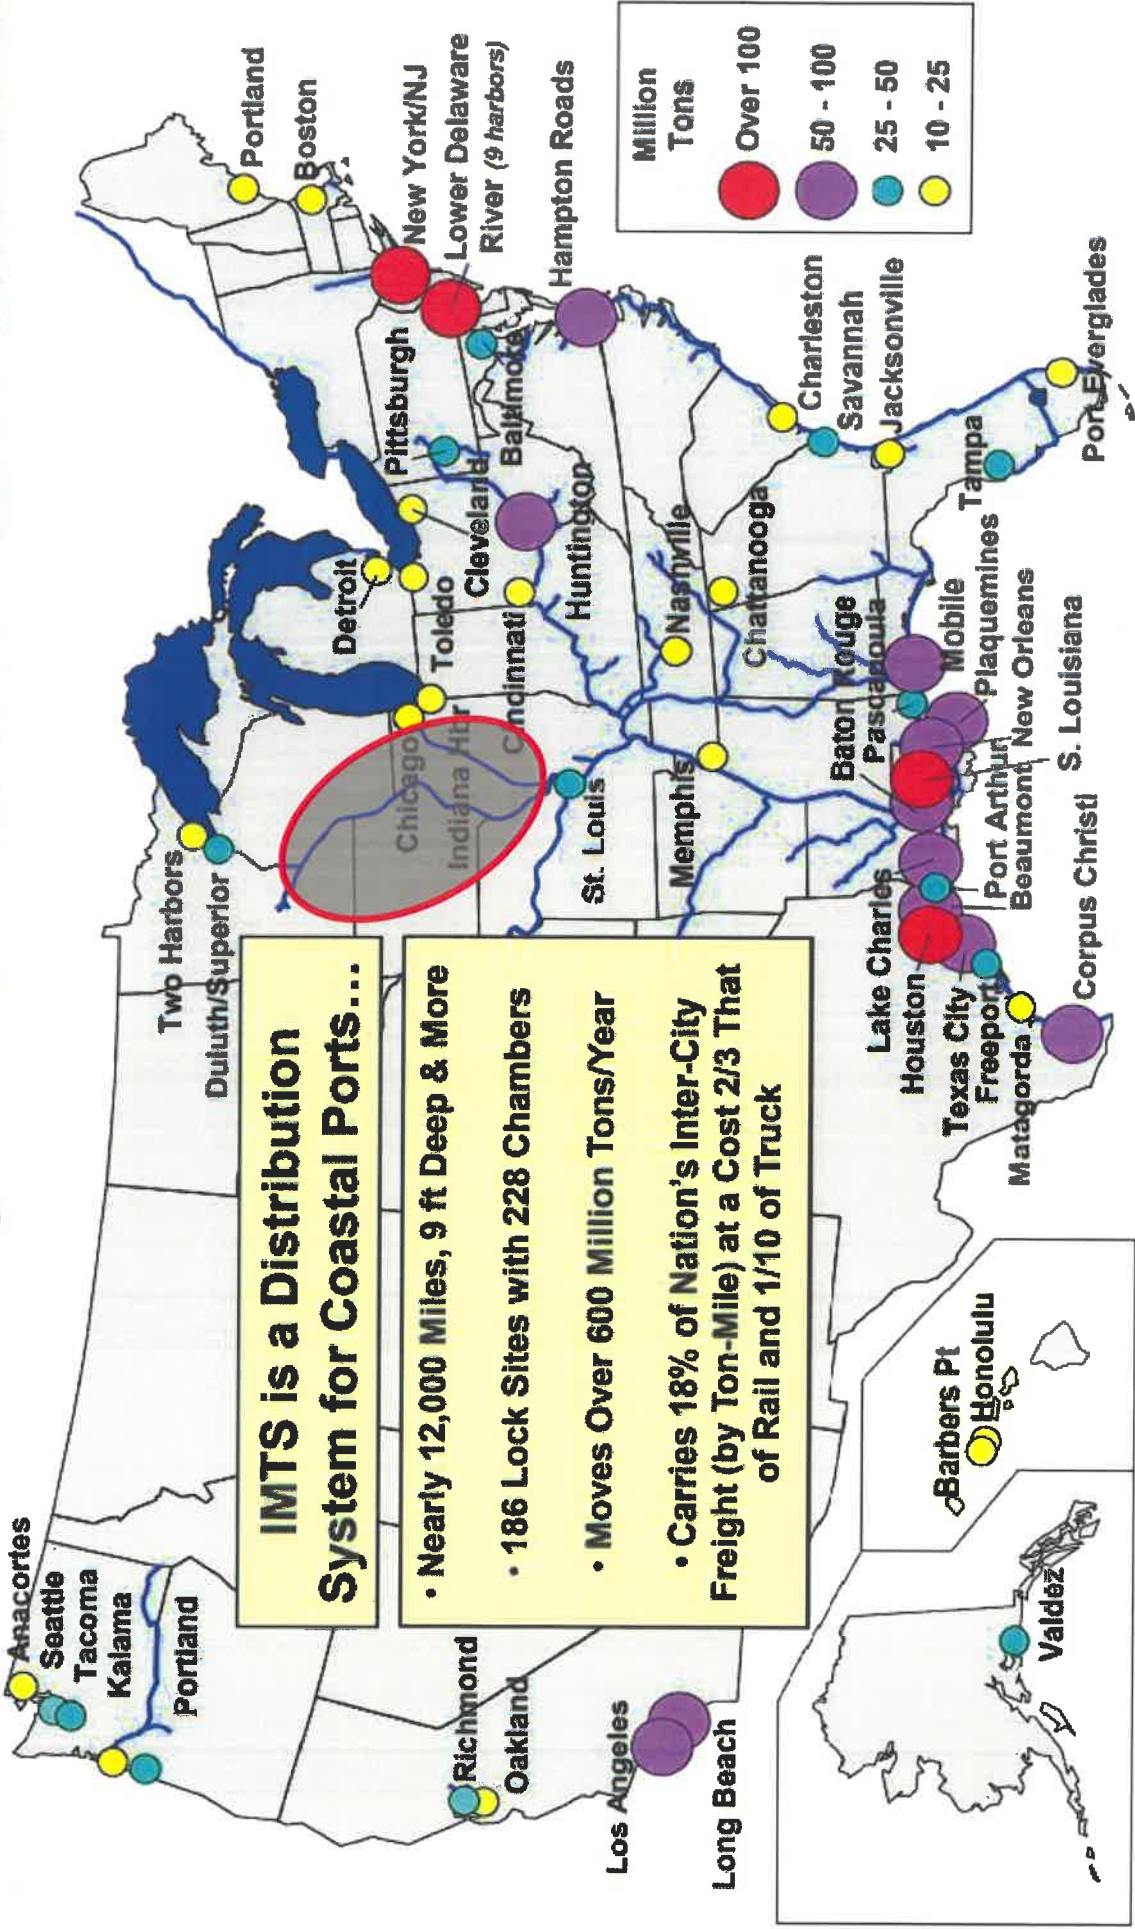 IMTS is a Distribution
System for Coastal Ports...
• Nearly 12,000 Miles, 9 ft Deep & More
• 186 Lock Sites with 228 Chambers
• Moves Over 600 Million Tons/Year
• Carries 18% of Nation's Inter-City
Freight (by Ton-Mile) at a Cost 2/3 That
of Rail and 1/10 of Truck
Anacortes
Seattle
Tacoma
Kalama
Portland
Richmond
Oakland
Los Angeles
Long Beach
Valdez
Barbers Pt
Honolulu
Two Harbors
Duluth/Superior
Chicago
Indiana Hbr
St. Louis
Memphis
Detroit
Toledo
Cleveland
Cincinnati
Huntington
Nashville
Chattanooga
Pittsburgh
Baltimore
Portland
Boston
New York/NJ
Lower Delaware
River (9 harbors)
Hampton Roads
Charleston
Savannah
Jacksonville
Tampa
Port Everglades
Baton Rouge
Pascagoula
Mobile
Plaquemines
New Orleans
S. Louisiana
Port Arthur
Beaumont
Lake Charles
Houston
Texas City
Freeport
Matagorda
Corpus Christi
Million
Tons
Over 100
50 - 100
25 - 50
10 - 25